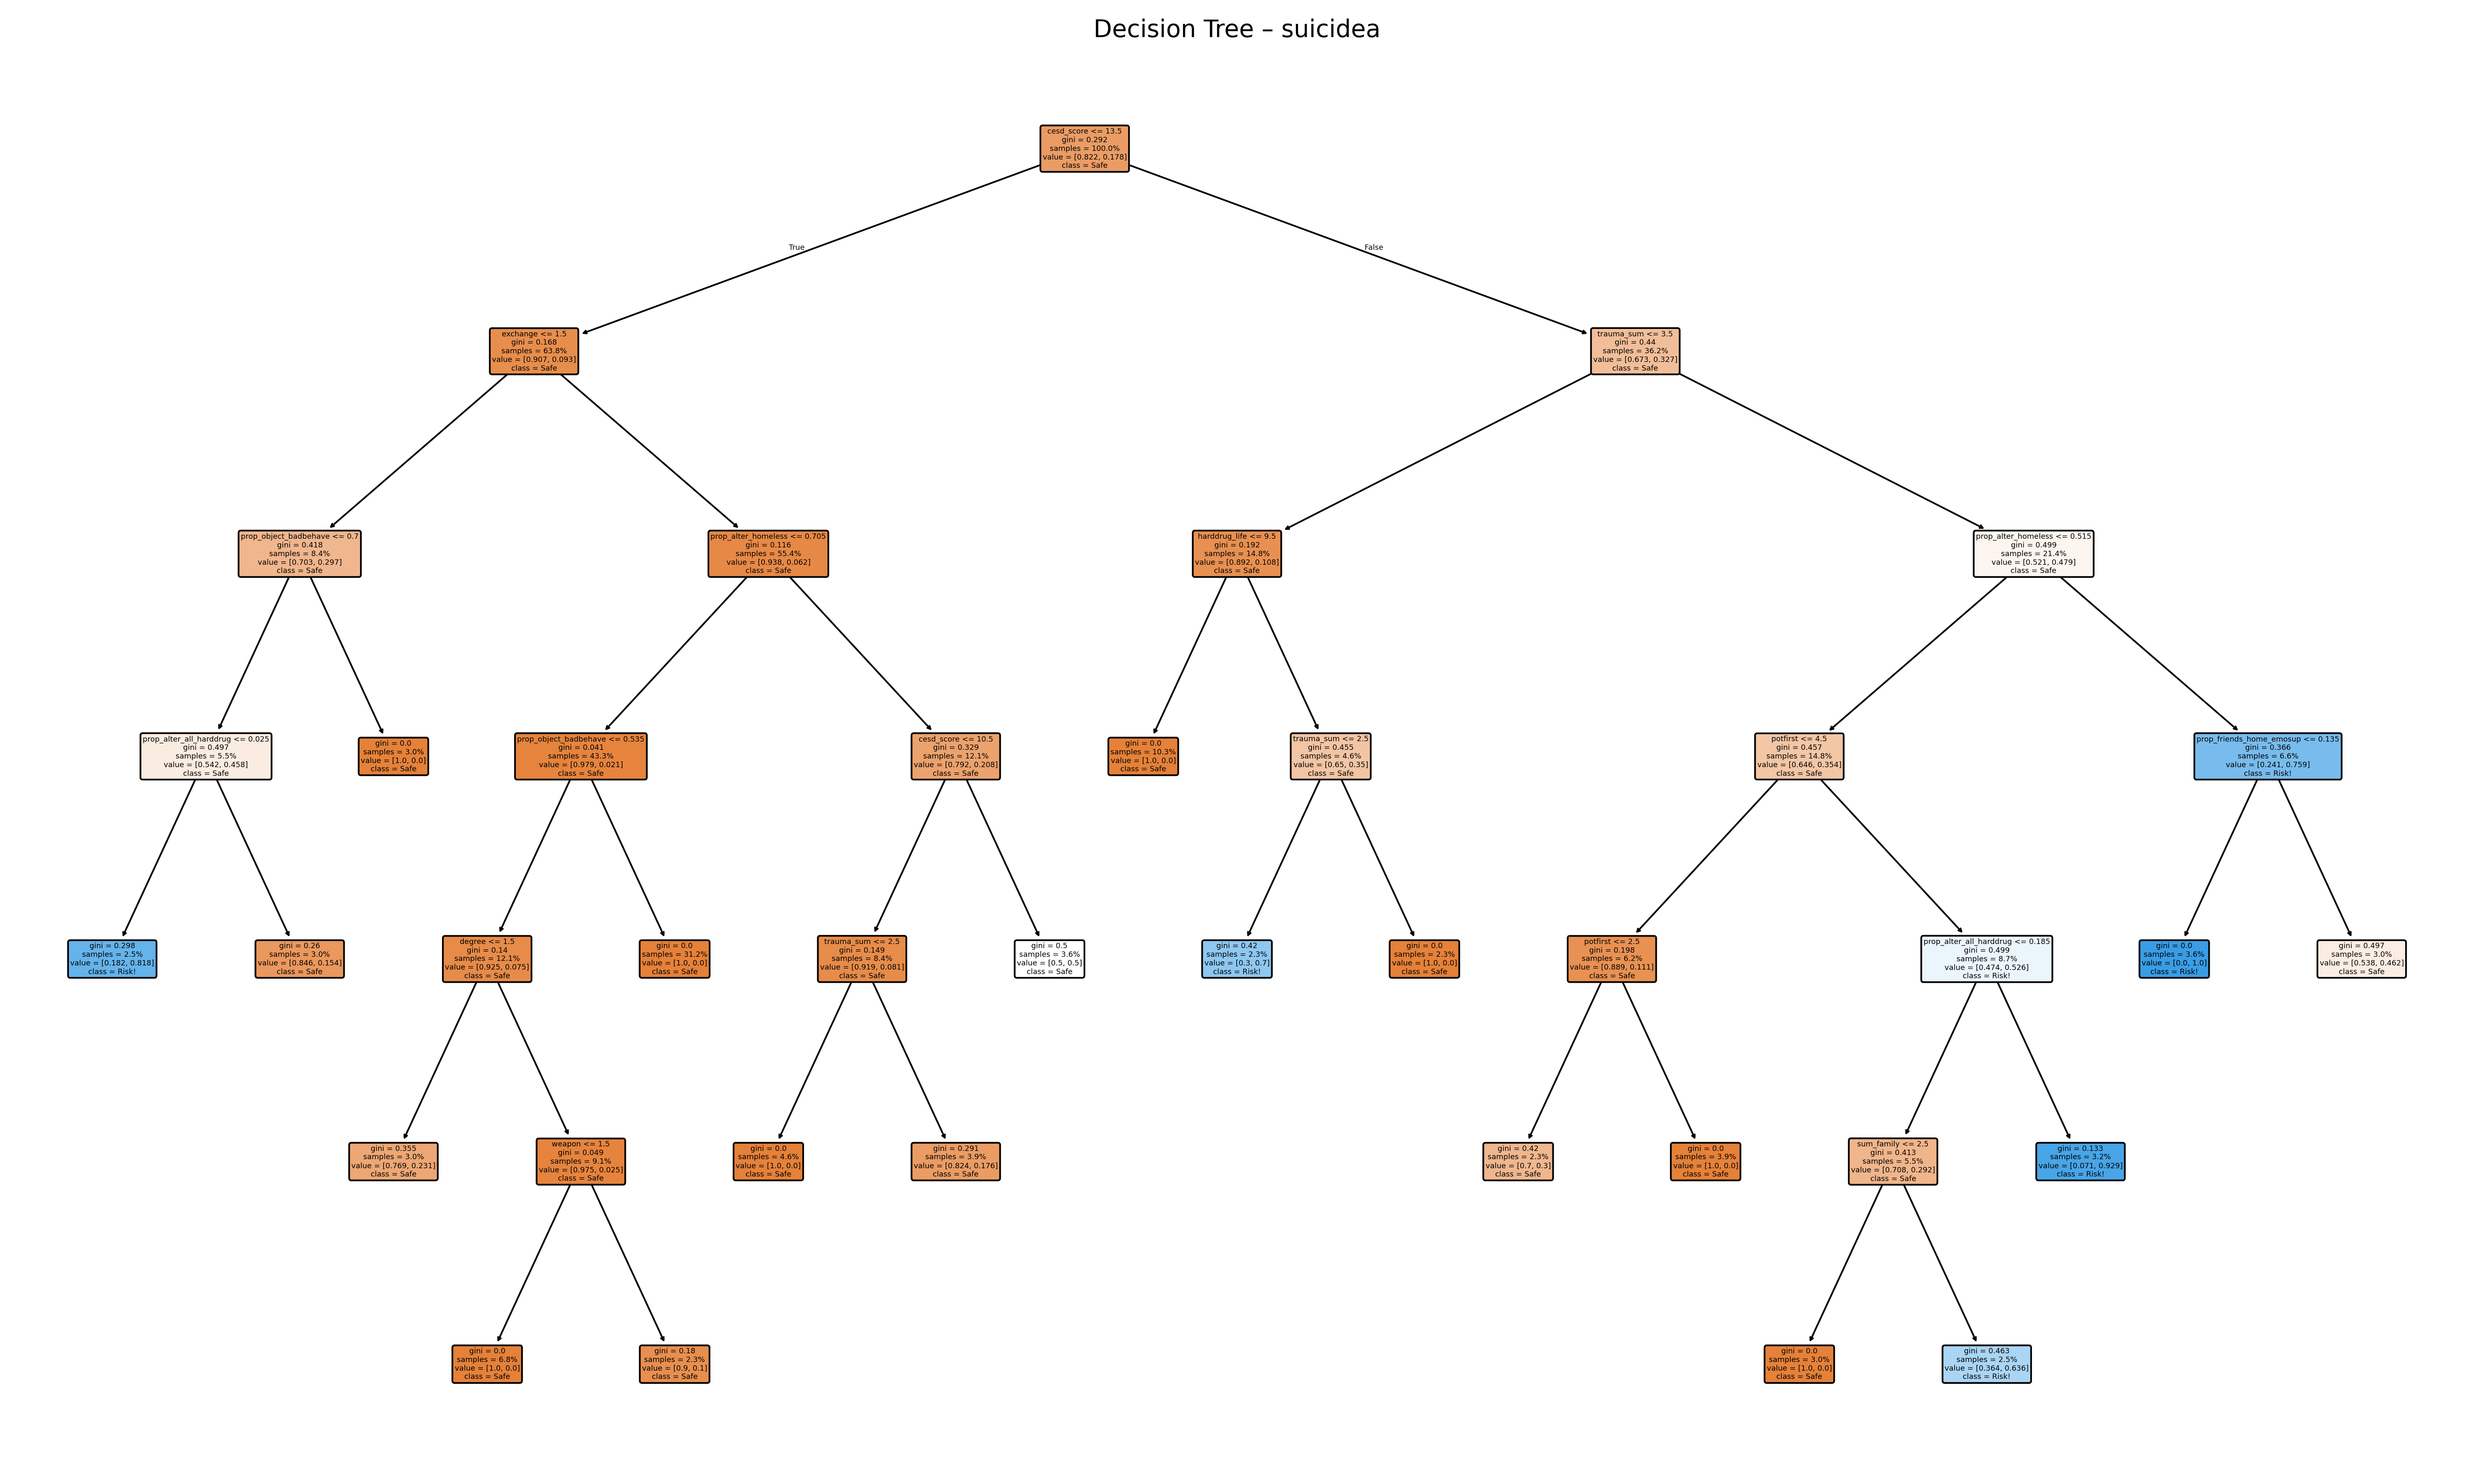 Decision Tree – suicidea
cesd_score <= 13.5
gini = 0.292
samples = 100.0%
value = [0.822, 0.178]
class = Safe
True
False
exchange <= 1.5
gini = 0.168
samples = 63.8%
value = [0.907, 0.093]
class = Safe
trauma_sum <= 3.5
gini = 0.44
samples = 36.2%
value = [0.673, 0.327]
class = Safe
prop_object_badbehave <= 0.7
gini = 0.418
samples = 8.4%
value = [0.703, 0.297]
class = Safe
prop_alter_homeless <= 0.705
gini = 0.116
samples = 55.4%
value = [0.938, 0.062]
class = Safe
harddrug_life <= 9.5
gini = 0.192
samples = 14.8%
value = [0.892, 0.108]
class = Safe
prop_alter_homeless <= 0.515
gini = 0.499
samples = 21.4%
value = [0.521, 0.479]
class = Safe
prop_alter_all_harddrug <= 0.025
gini = 0.497
samples = 5.5%
value = [0.542, 0.458]
class = Safe
gini = 0.0
samples = 3.0%
value = [1.0, 0.0]
class = Safe
prop_object_badbehave <= 0.535
gini = 0.041
samples = 43.3%
value = [0.979, 0.021]
class = Safe
cesd_score <= 10.5
gini = 0.329
samples = 12.1%
value = [0.792, 0.208]
class = Safe
gini = 0.0
samples = 10.3%
value = [1.0, 0.0]
class = Safe
trauma_sum <= 2.5
gini = 0.455
samples = 4.6%
value = [0.65, 0.35]
class = Safe
potfirst <= 4.5
gini = 0.457
samples = 14.8%
value = [0.646, 0.354]
class = Safe
prop_friends_home_emosup <= 0.135
gini = 0.366
samples = 6.6%
value = [0.241, 0.759]
class = Risk!
gini = 0.298
samples = 2.5%
value = [0.182, 0.818]
class = Risk!
gini = 0.26
samples = 3.0%
value = [0.846, 0.154]
class = Safe
degree <= 1.5
gini = 0.14
samples = 12.1%
value = [0.925, 0.075]
class = Safe
gini = 0.0
samples = 31.2%
value = [1.0, 0.0]
class = Safe
trauma_sum <= 2.5
gini = 0.149
samples = 8.4%
value = [0.919, 0.081]
class = Safe
gini = 0.5
samples = 3.6%
value = [0.5, 0.5]
class = Safe
gini = 0.42
samples = 2.3%
value = [0.3, 0.7]
class = Risk!
gini = 0.0
samples = 2.3%
value = [1.0, 0.0]
class = Safe
potfirst <= 2.5
gini = 0.198
samples = 6.2%
value = [0.889, 0.111]
class = Safe
prop_alter_all_harddrug <= 0.185
gini = 0.499
samples = 8.7%
value = [0.474, 0.526]
class = Risk!
gini = 0.0
samples = 3.6%
value = [0.0, 1.0]
class = Risk!
gini = 0.497
samples = 3.0%
value = [0.538, 0.462]
class = Safe
gini = 0.355
samples = 3.0%
value = [0.769, 0.231]
class = Safe
weapon <= 1.5
gini = 0.049
samples = 9.1%
value = [0.975, 0.025]
class = Safe
gini = 0.0
samples = 4.6%
value = [1.0, 0.0]
class = Safe
gini = 0.291
samples = 3.9%
value = [0.824, 0.176]
class = Safe
gini = 0.42
samples = 2.3%
value = [0.7, 0.3]
class = Safe
gini = 0.0
samples = 3.9%
value = [1.0, 0.0]
class = Safe
sum_family <= 2.5
gini = 0.413
samples = 5.5%
value = [0.708, 0.292]
class = Safe
gini = 0.133
samples = 3.2%
value = [0.071, 0.929]
class = Risk!
gini = 0.0
samples = 6.8%
value = [1.0, 0.0]
class = Safe
gini = 0.18
samples = 2.3%
value = [0.9, 0.1]
class = Safe
gini = 0.0
samples = 3.0%
value = [1.0, 0.0]
class = Safe
gini = 0.463
samples = 2.5%
value = [0.364, 0.636]
class = Risk!